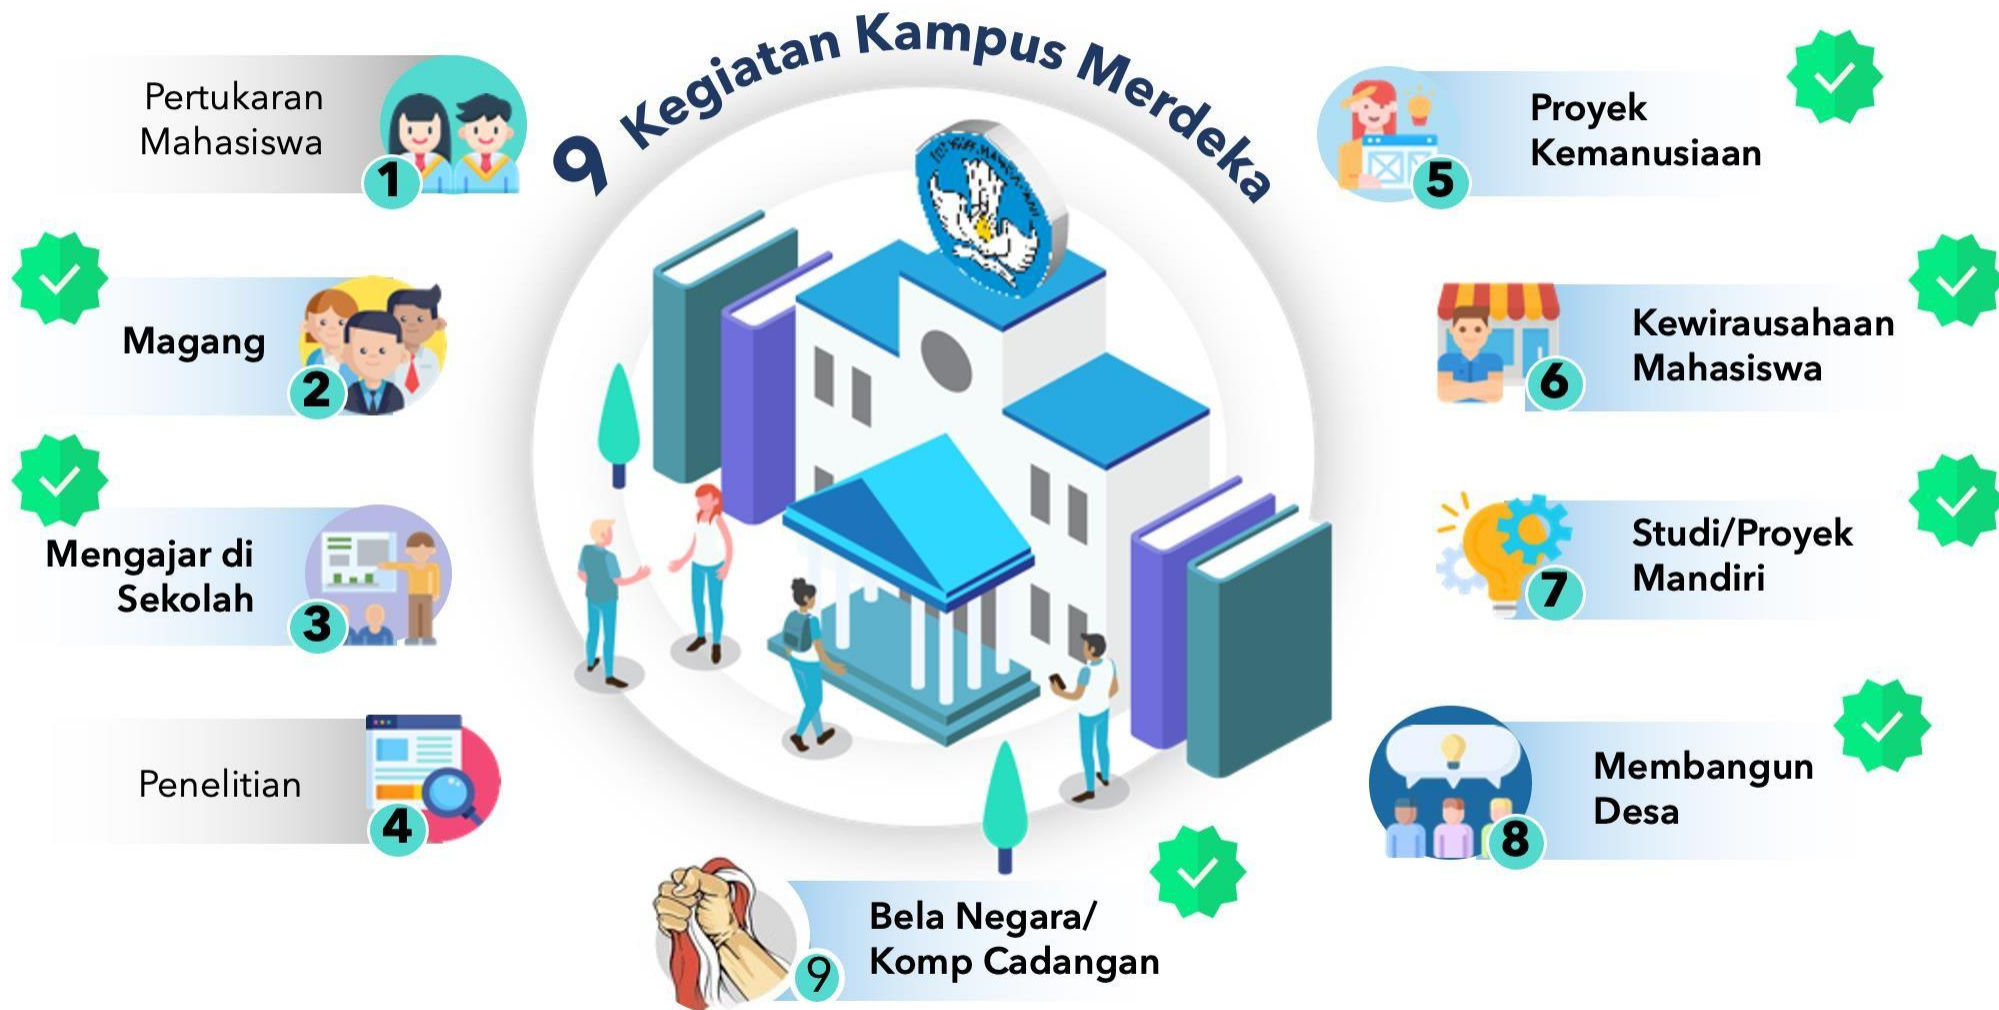 9 Kegiatan Kampus Merdeka
Pertukaran
Mahasiswa
1
Magang
2
Mengajar di
Sekolah
3
Penelitian
4
Proyek
Kemanusiaan
5
Kewirausahaan
Mahasiswa
6
Studi/Proyek
Mandiri
7
Membangun
Desa
8
Bela Negara/
Komp Cadangan
9